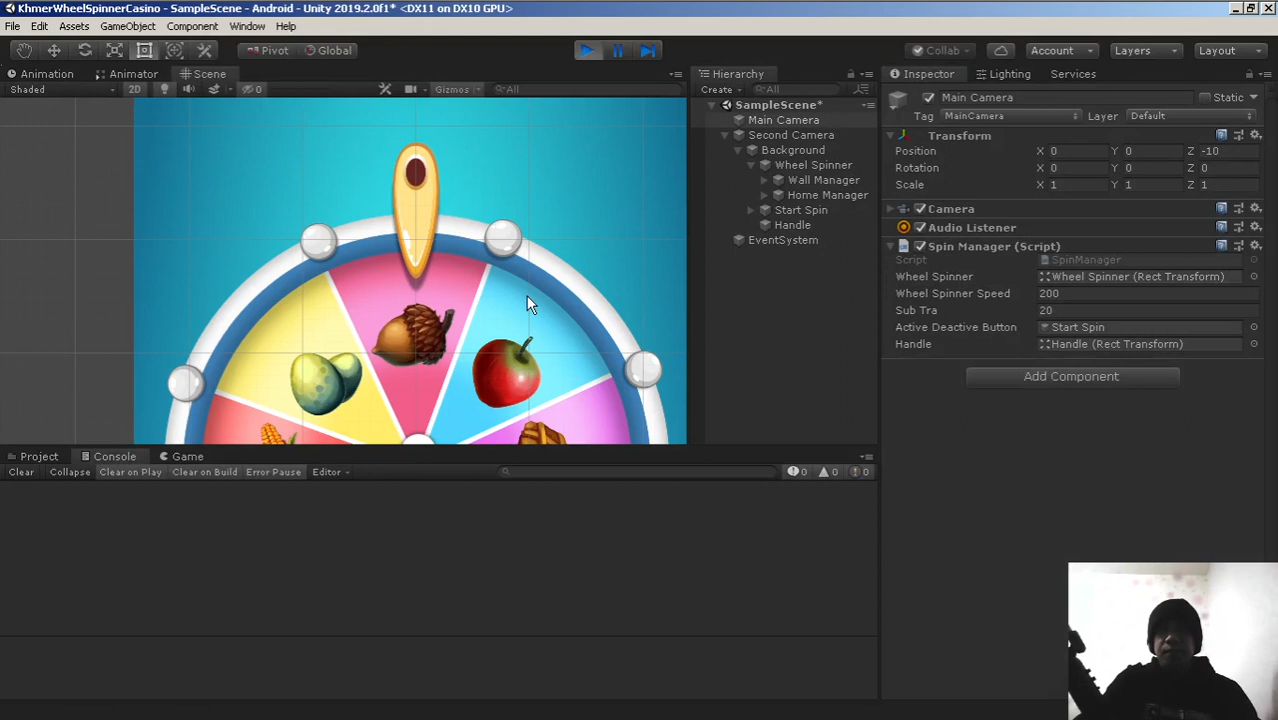 KhmerWheelSpinnerCasino - SampleScene - Android - Unity 2019.2.0f1* <DX11 on DX10 GPU>
File Edit Assets GameObject Component Window Help
Pivot Global Collab Account Layers Layout
Animation Animator Scene
Shaded 2D 0 Gizmos All
Hierarchy
Create All
SampleScene*
Main Camera
Second Camera
Background
Wheel Spinner
Wall Manager
Home Manager
Start Spin
Handle
EventSystem
Inspector Lighting Services
Main Camera Static
Tag MainCamera Layer Default
Transform
Position X 0 Y 0 Z -10
Rotation X 0 Y 0 Z 0
Scale X 1 Y 1 Z 1
Camera
Audio Listener
Spin Manager (Script)
Script SpinManager
Wheel Spinner Wheel Spinner (Rect Transform)
Wheel Spinner Speed 200
Sub Tra 20
Active Deactive Button Start Spin
Handle Handle (Rect Transform)
Add Component
Project Console Game
Clear Collapse Clear on Play Clear on Build Error Pause Editor 0 0 0